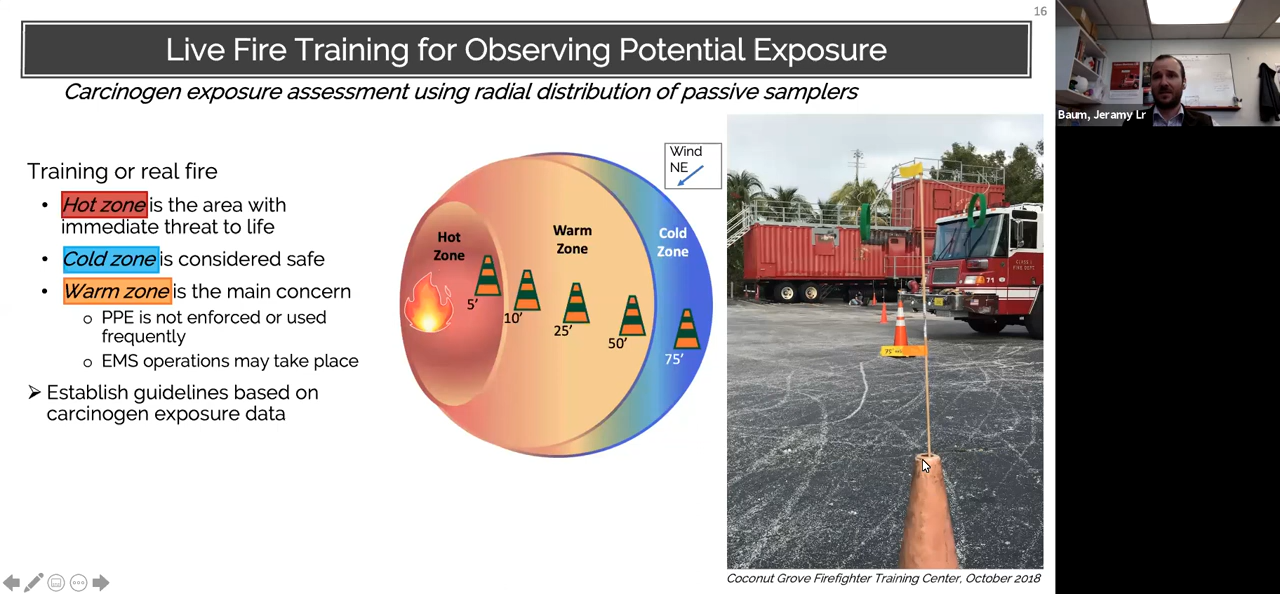 16
Live Fire Training for Observing Potential Exposure
Carcinogen exposure assessment using radial distribution of passive samplers
Training or real fire
• Hot zone is the area with
immediate threat to life
• Cold zone is considered safe
• Warm zone is the main concern
o PPE is not enforced or used
frequently
o EMS operations may take place
➢ Establish guidelines based on
carcinogen exposure data
Wind
NE
Hot
Zone
Warm
Zone
Cold
Zone
5'
10'
25'
50'
75'
71
75'
Coconut Grove Firefighter Training Center, October 2018
Baum, Jeramy Lr